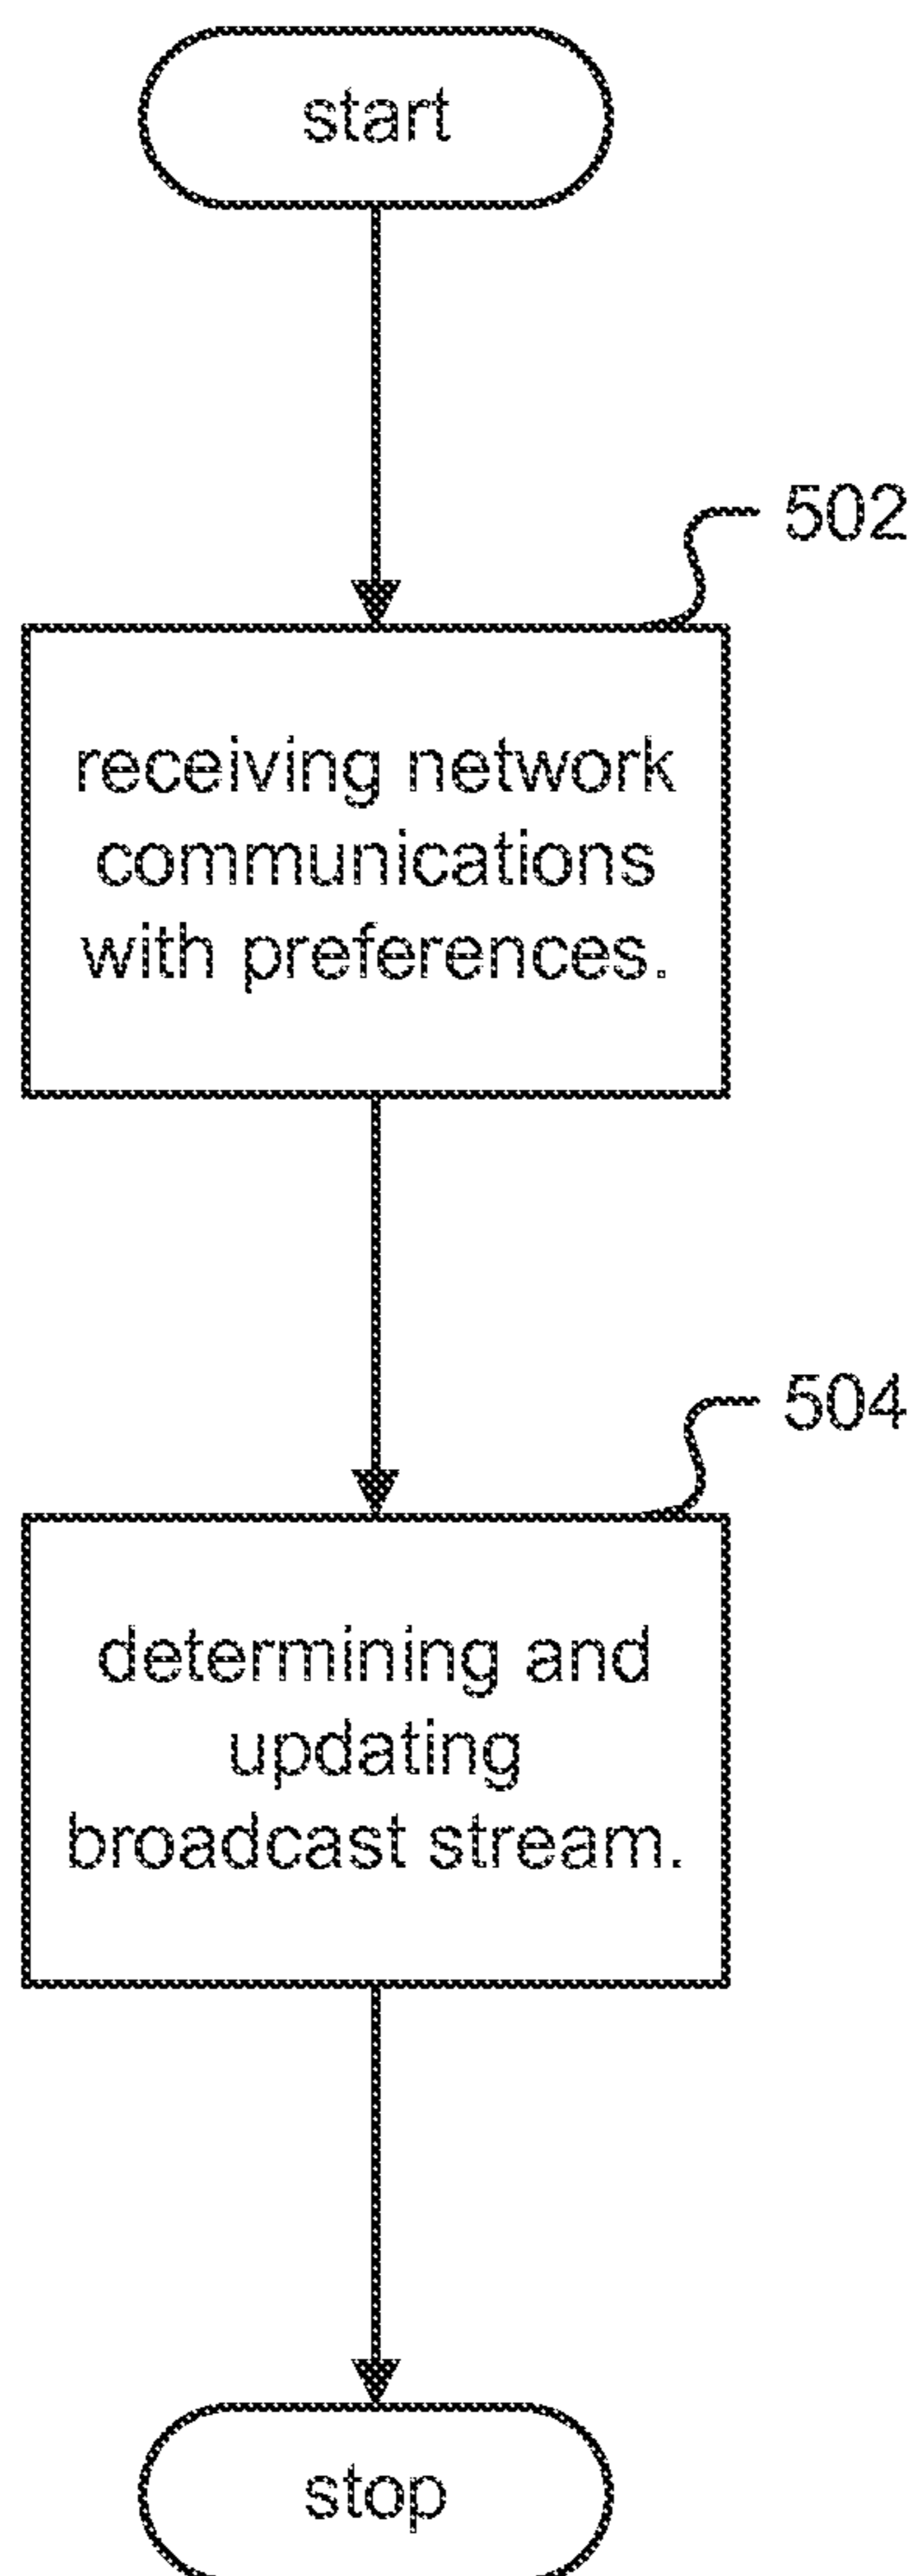 start
502
receiving network
communications
with preferences.
504
determining and
updating
broadcast stream.
stop